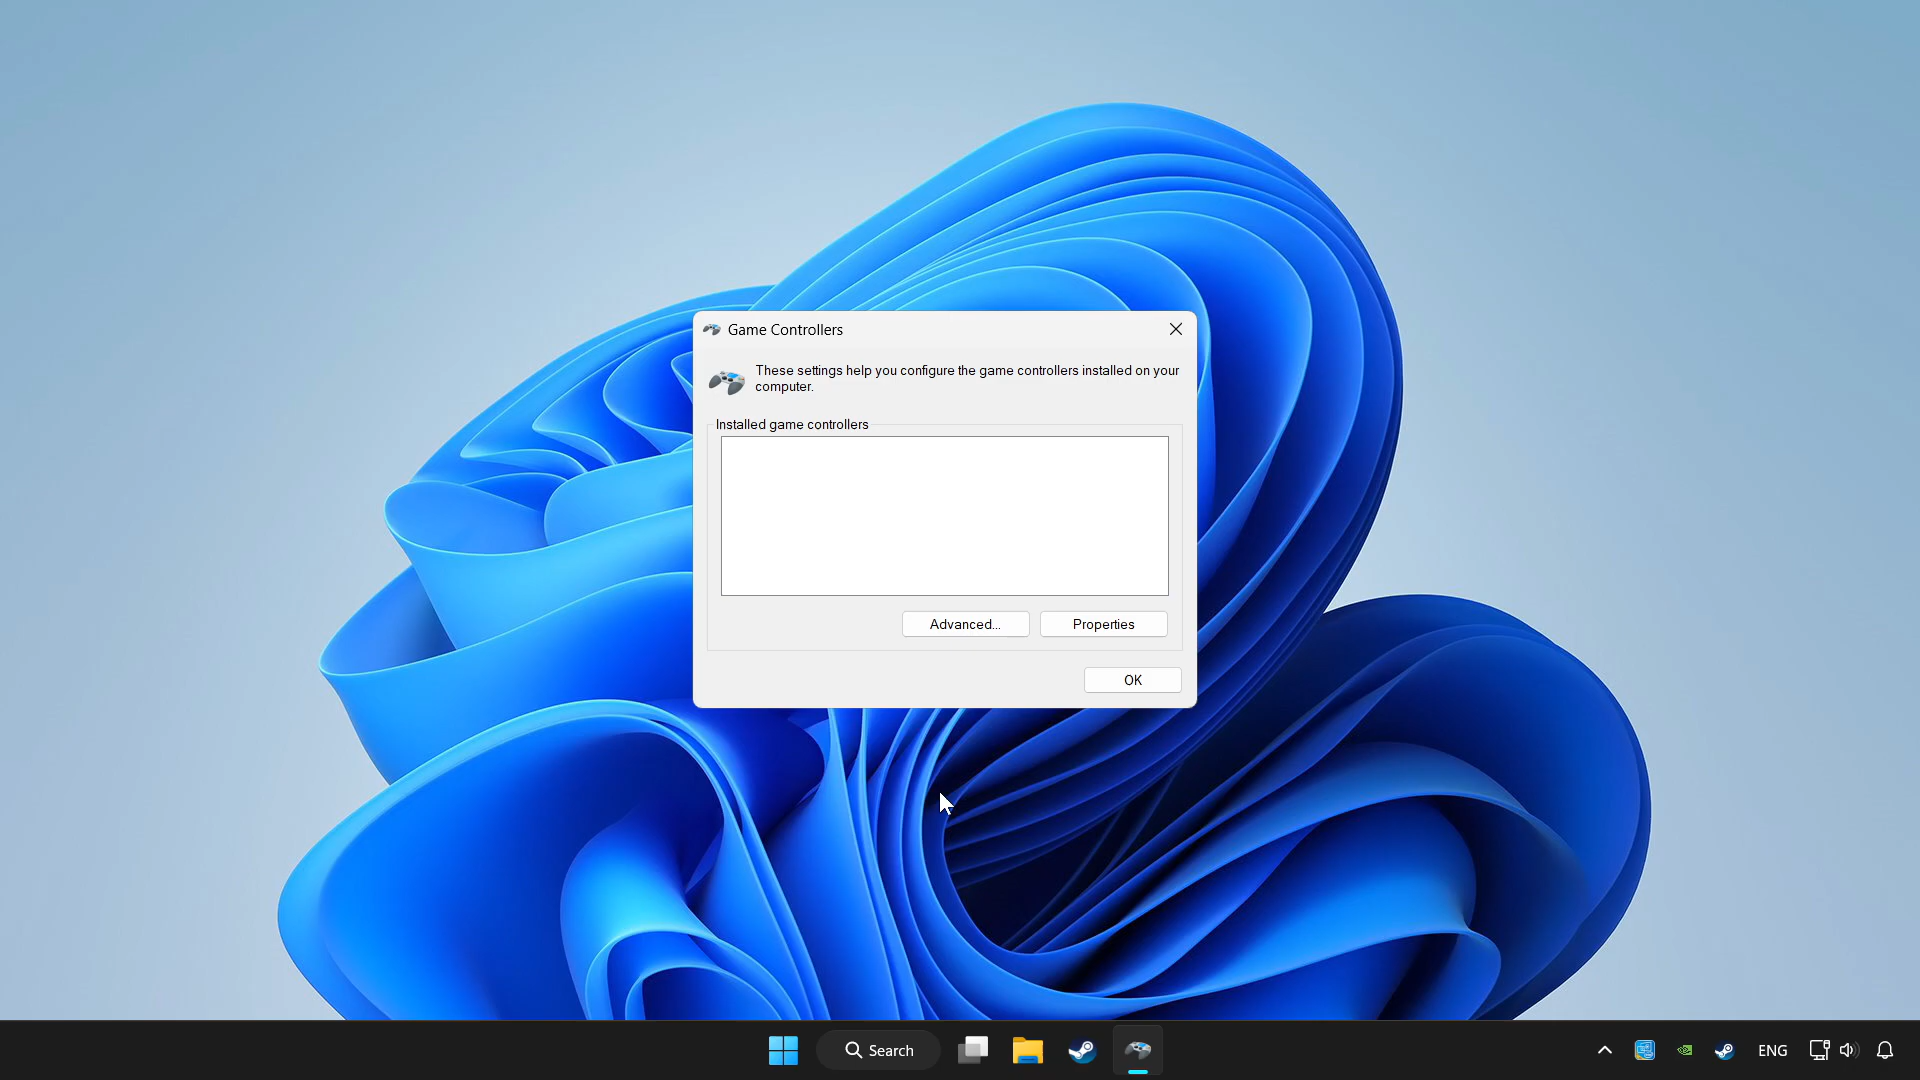 Game Controllers
These settings help you configure the game controllers installed on your
computer.
Installed game controllers
Advanced...
Properties
OK
Search
ENG